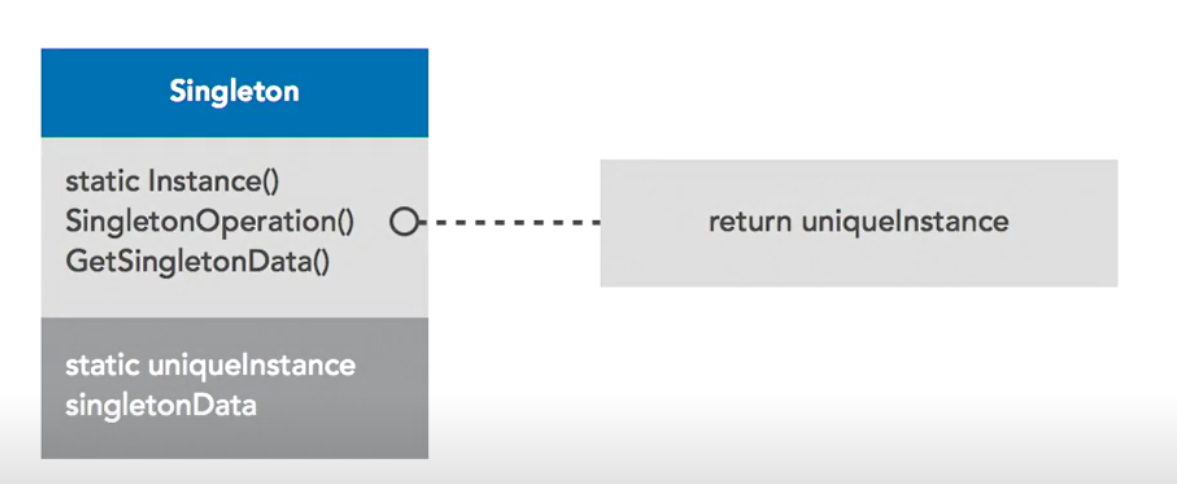 Singleton
static Instance()
SingletonOperation()
GetSingletonData()
return uniqueInstance
static uniqueInstance
singletonData